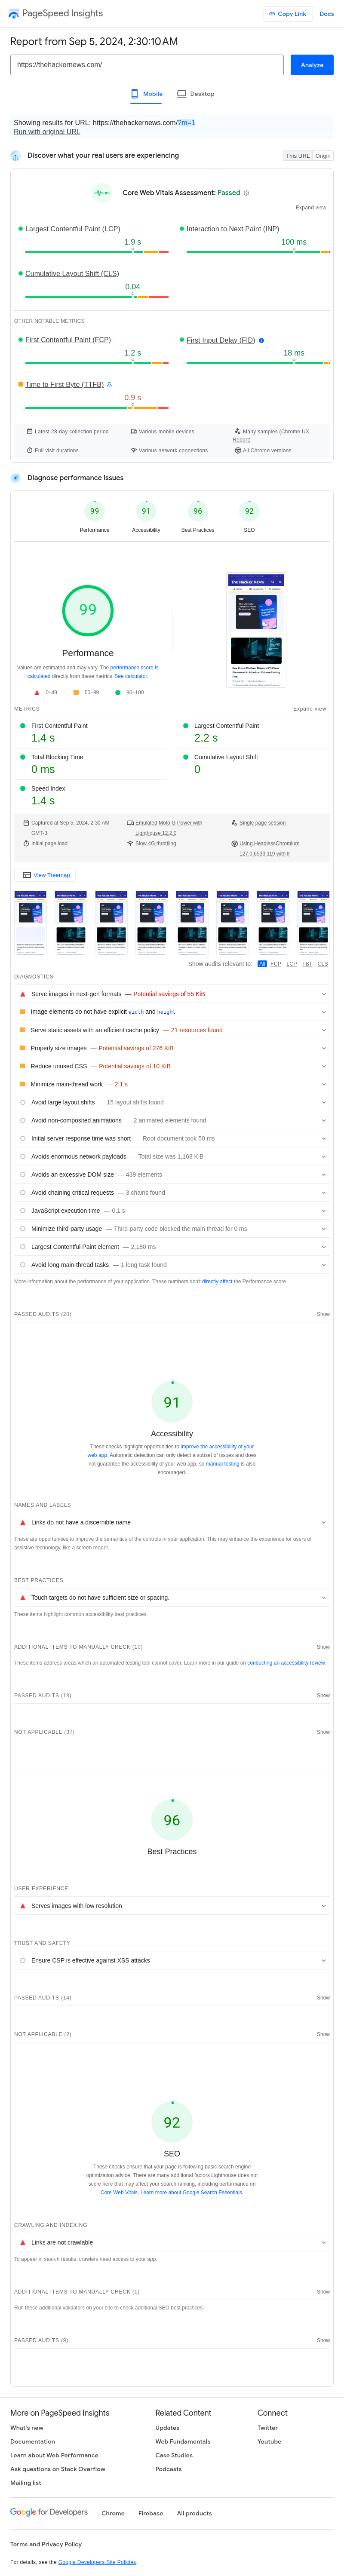 PageSpeed Insights
Copy Link
Docs
Report from Sep 5, 2024, 2:30:10 AM
https://thehackernews.com/
Analyze
Mobile
Desktop
Showing results for URL: https://thehackernews.com/?m=1
Run with original URL
Discover what your real users are experiencing
This URL
Origin
Core Web Vitals Assessment: Passed
Expand view
Largest Contentful Paint (LCP)
1.9 s
Interaction to Next Paint (INP)
100 ms
Cumulative Layout Shift (CLS)
0.04
OTHER NOTABLE METRICS
First Contentful Paint (FCP)
1.2 s
First Input Delay (FID)
18 ms
Time to First Byte (TTFB)
0.9 s
Latest 28-day collection period
Various mobile devices
Many samples (Chrome UX Report)
Full visit durations
Various network connections
All Chrome versions
Diagnose performance issues
99
Performance
91
Accessibility
96
Best Practices
92
SEO
99
Performance
Values are estimated and may vary. The performance score is
calculated directly from these metrics. See calculator.
0–49
50–89
90–100
The Hacker News
METRICS
Expand view
First Contentful Paint
1.4 s
Largest Contentful Paint
2.2 s
Total Blocking Time
0 ms
Cumulative Layout Shift
0
Speed Index
1.4 s
Captured at Sep 5, 2024, 2:30 AM GMT-3
Emulated Moto G Power with Lighthouse 12.2.0
Single page session
Initial page load
Slow 4G throttling
Using HeadlessChromium 127.0.6533.119 with lr
View Treemap
Show audits relevant to: All FCP LCP TBT CLS
DIAGNOSTICS
Serve images in next-gen formats — Potential savings of 55 KiB
Image elements do not have explicit width and height
Serve static assets with an efficient cache policy — 21 resources found
Properly size images — Potential savings of 276 KiB
Reduce unused CSS — Potential savings of 10 KiB
Minimize main-thread work — 2.1 s
Avoid large layout shifts — 15 layout shifts found
Avoid non-composited animations — 2 animated elements found
Initial server response time was short — Root document took 50 ms
Avoids enormous network payloads — Total size was 1,168 KiB
Avoids an excessive DOM size — 439 elements
Avoid chaining critical requests — 3 chains found
JavaScript execution time — 0.1 s
Minimize third-party usage — Third-party code blocked the main thread for 0 ms
Largest Contentful Paint element — 2,180 ms
Avoid long main-thread tasks — 1 long task found
More information about the performance of your application. These numbers don't directly affect the Performance score.
PASSED AUDITS (20)
Show
91
Accessibility
These checks highlight opportunities to improve the accessibility of your
web app. Automatic detection can only detect a subset of issues and does
not guarantee the accessibility of your web app, so manual testing is also
encouraged.
NAMES AND LABELS
Links do not have a discernible name
These are opportunities to improve the semantics of the controls in your application. This may enhance the experience for users of
assistive technology, like a screen reader.
BEST PRACTICES
Touch targets do not have sufficient size or spacing.
These items highlight common accessibility best practices.
ADDITIONAL ITEMS TO MANUALLY CHECK (10)
Show
These items address areas which an automated testing tool cannot cover. Learn more in our guide on conducting an accessibility review.
PASSED AUDITS (18)
Show
NOT APPLICABLE (37)
Show
96
Best Practices
USER EXPERIENCE
Serves images with low resolution
TRUST AND SAFETY
Ensure CSP is effective against XSS attacks
PASSED AUDITS (14)
Show
NOT APPLICABLE (2)
Show
92
SEO
These checks ensure that your page is following basic search engine
optimization advice. There are many additional factors Lighthouse does not
score here that may affect your search ranking, including performance on
Core Web Vitals. Learn more about Google Search Essentials.
CRAWLING AND INDEXING
Links are not crawlable
To appear in search results, crawlers need access to your app.
ADDITIONAL ITEMS TO MANUALLY CHECK (1)
Show
Run these additional validators on your site to check additional SEO best practices.
PASSED AUDITS (9)
Show
More on PageSpeed Insights
What's new
Documentation
Learn about Web Performance
Ask questions on Stack Overflow
Mailing list
Related Content
Updates
Web Fundamentals
Case Studies
Podcasts
Connect
Twitter
Youtube
Google for Developers
Chrome
Firebase
All products
Terms and Privacy Policy
For details, see the Google Developers Site Policies.